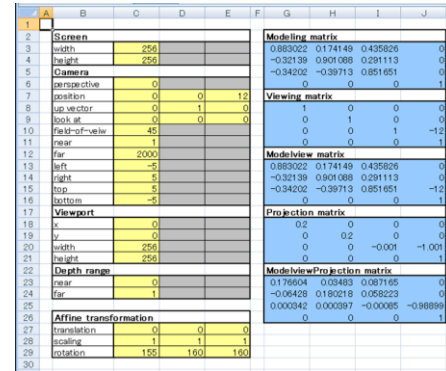 A B C D E F G H I J
1
2 Screen Modeling matrix
3 width 256 0.883022 0.174149 0.435826 0
4 height 256 -0.32139 0.901088 0.291113 0
5 Camera -0.34202 -0.39713 0.851651 0
6 perspective 0 0 0 0 1
7 position 0 0 12 Viewing matrix
8 up vector 0 1 0 1 0 0 0
9 look at 0 0 0 0 1 0 0
10 field-of-veiw 45 0 0 1 -12
11 near 1 0 0 0 1
12 far 2000 Modelview matrix
13 left -5 0.883022 0.174149 0.435826 0
14 right 5 -0.32139 0.901088 0.291113 0
15 top 5 -0.34202 -0.39713 0.851651 -12
16 bottom -5 0 0 0 1
17 Viewport Projection matrix
18 x 0 0.2 0 0 0
19 y 0 0 0.2 0 0
20 width 256 0 0 -0.001 -1.001
21 height 256 0 0 0 1
22 Depth range ModelviewProjection matrix
23 near 0 0.176604 0.03483 0.087165 0
24 far 1 -0.06428 0.180218 0.058223 0
25 0.000342 0.000397 -0.00085 -0.98899
26 Affine transformation 0 0 0 1
27 translation 0 0 0
28 scaling 1 1 1
29 rotation 155 160 160
30